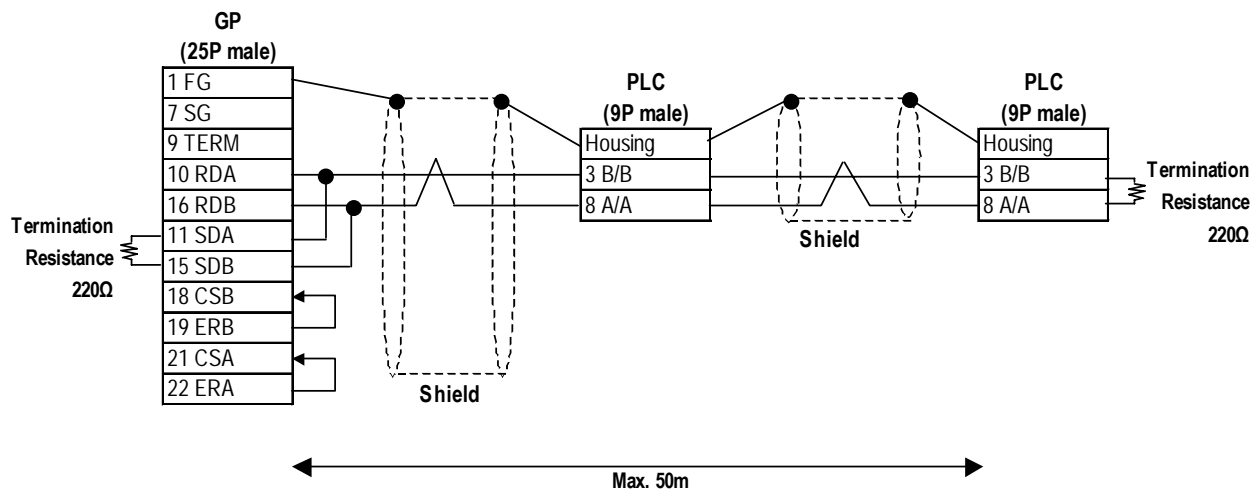 GP
(25P male)
1 FG
7 SG
9 TERM
10 RDA
16 RDB
11 SDA
15 SDB
18 CSB
19 ERB
21 CSA
22 ERA
Termination
Resistance
220Ω
Shield
PLC
(9P male)
Housing
3 B/B
8 A/A
Shield
PLC
(9P male)
Housing
3 B/B
8 A/A
Termination
Resistance
220Ω
Max. 50m